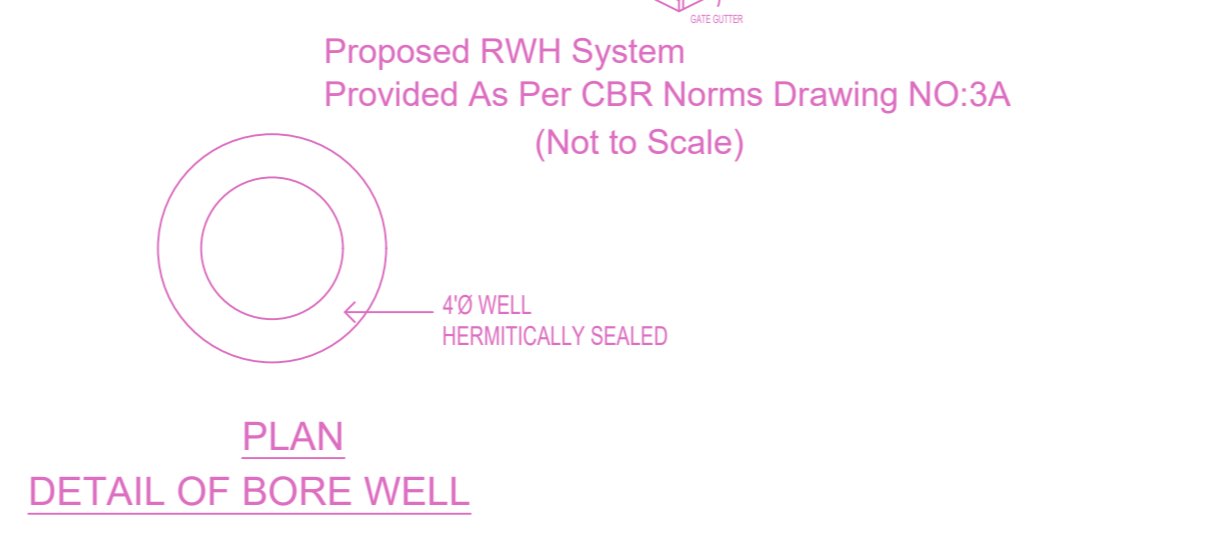 GATE GUTTER
Proposed RWH System
Provided As Per CBR Norms Drawing NO:3A
(Not to Scale)
4'Ø WELL
HERMITICALLY SEALED
PLAN
DETAIL OF BORE WELL